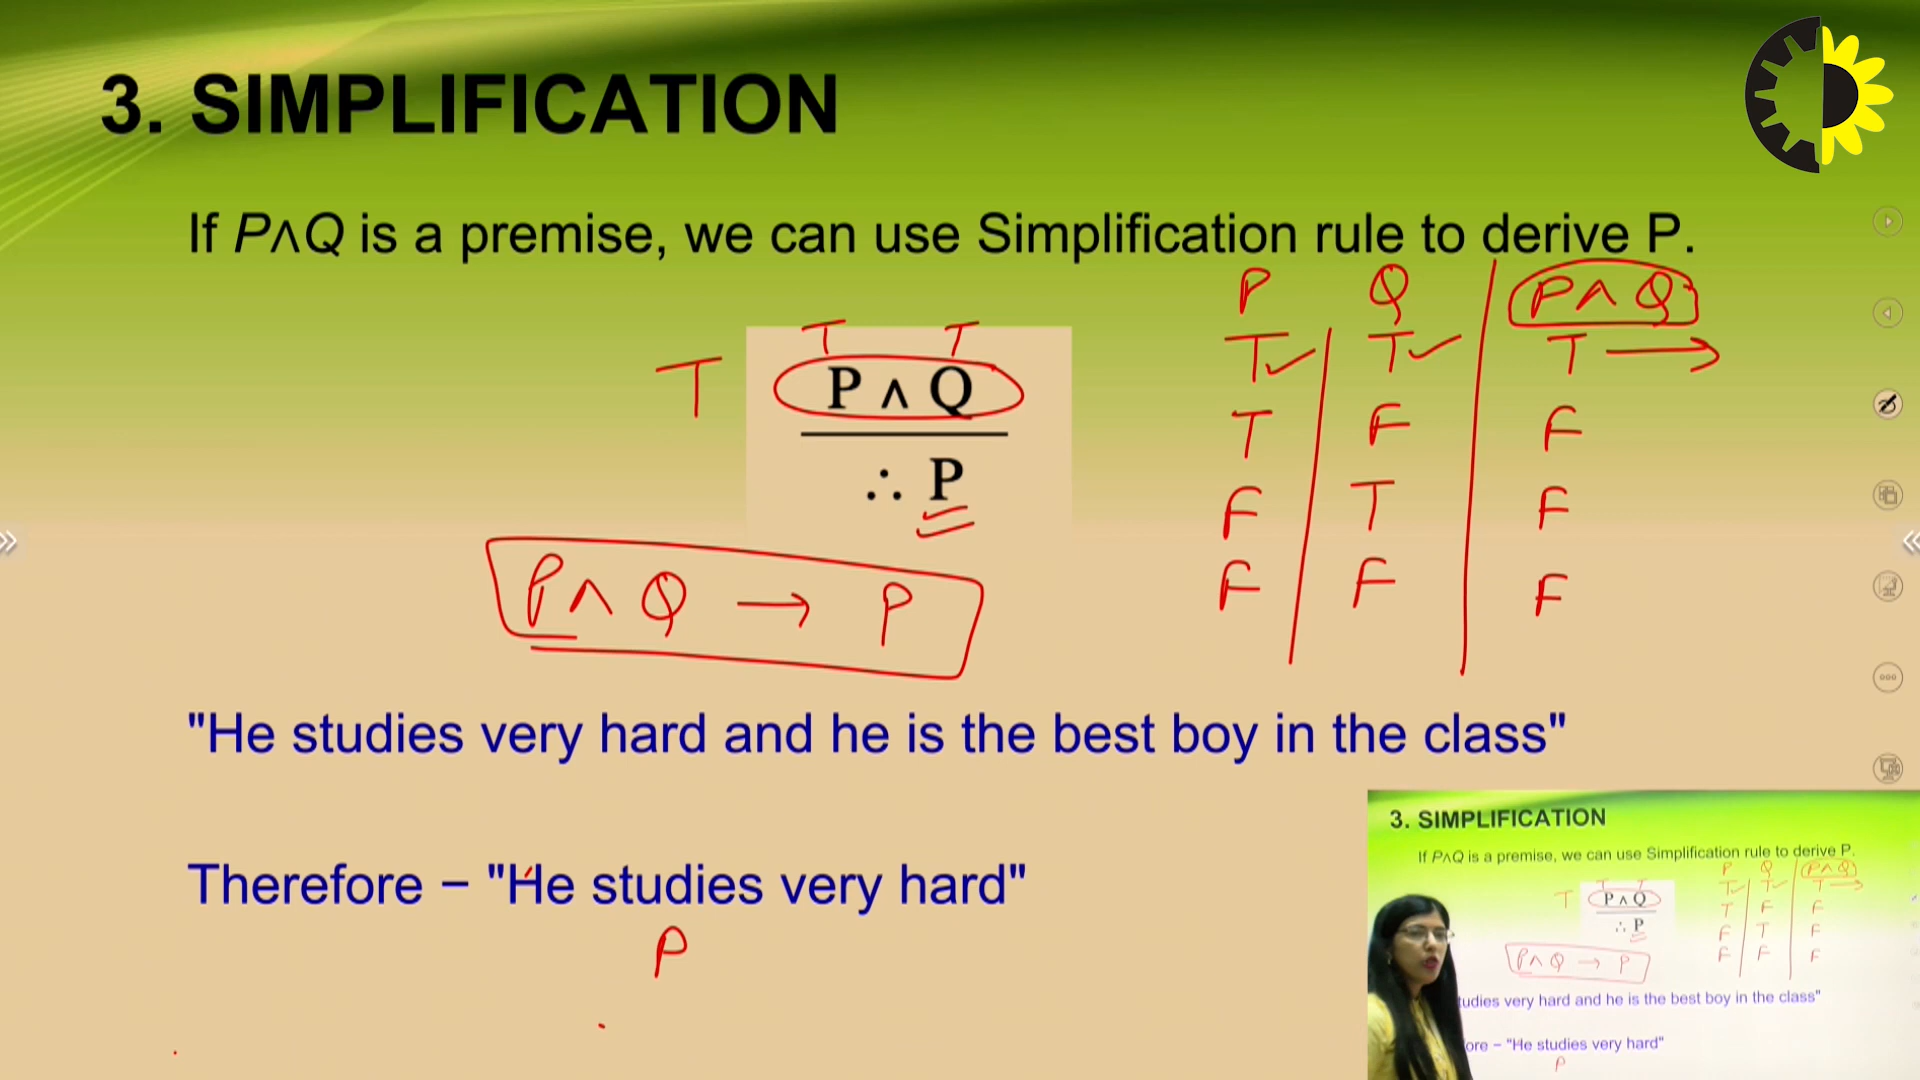 3. SIMPLIFICATION
If P∧Q is a premise, we can use Simplification rule to derive P.
P Q P ∧ Q
T T
T P ∧ Q
∴ P
T T T
T F F
F T F
F F F
P ∧ Q → P
"He studies very hard and he is the best boy in the class"
Therefore – "He studies very hard"
P
3. SIMPLIFICATION
If P∧Q is a premise, we can use Simplification rule to derive P.
P Q P ∧ Q
T P ∧ Q
∴ P
T T T
T F F
F T F
F F F
P ∧ Q → P
tudies very hard and he is the best boy in the class"
ore – "He studies very hard"
P